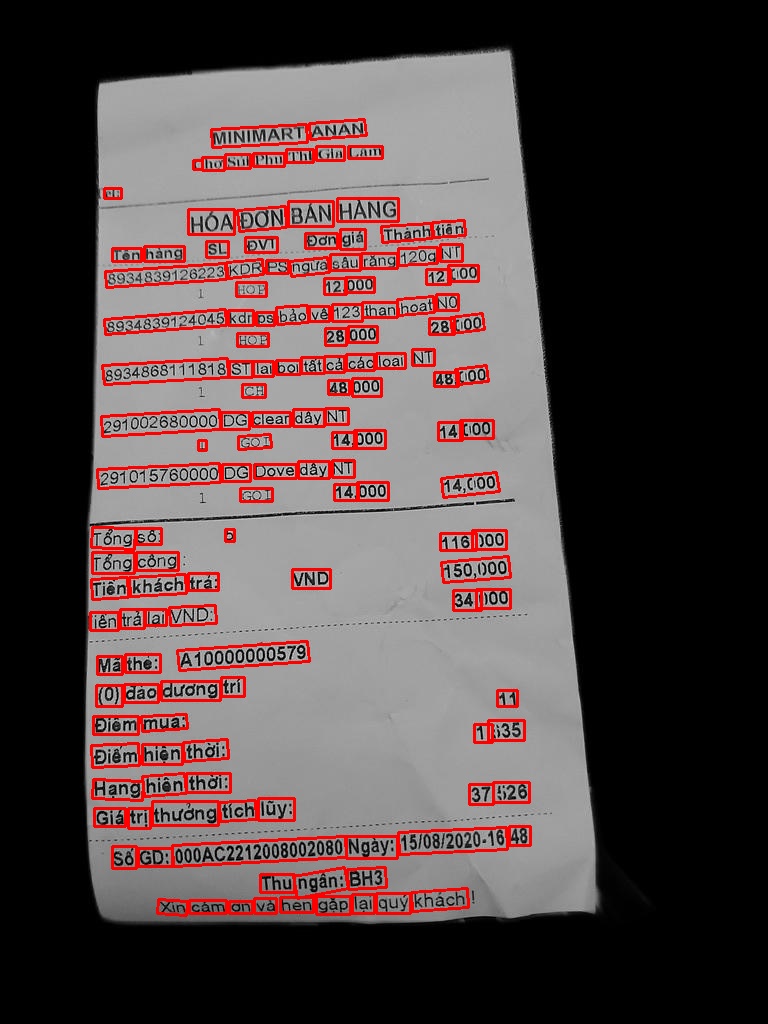 MINIMART ANAN
Chợ Sủi Phú Thị Gia Lâm
HÓA ĐƠN BÁN HÀNG
Tên hàng SL ĐVT Đơn giá Thành tiền
8934839126223 KDR PS ngừa sâu răng 120g NT
1 HOP 12,000 12,000
8934839124045 kdr ps bảo vệ 123 than hoat N0
1 HOP 28,000 28,000
8934868111818 ST lai boi tất cả các loai NT
1 CH 48,000 48,000
291002680000 DG clear dây NT
1 GOI 14,000 14,000
291015760000 DG Dove dây NT
1 GOI 14,000 14,000
Tổng số: 5 116,000
Tổng cộng : 150,000
Tiền khách trả: VND 34,000
iền trả lại VND:
Mã thẻ: A10000000579
(0) đào dương trí
Điểm mua: 11
Điểm hiện thời: 1,635
Hạng hiện thời:
Giá trị thưởng tích lũy: 37,526
Số GD: 000AC2212008002080 Ngày: 15/08/2020-16:48
Thu ngân: BH3
Xin cảm ơn và hẹn gặp lại quý khách !